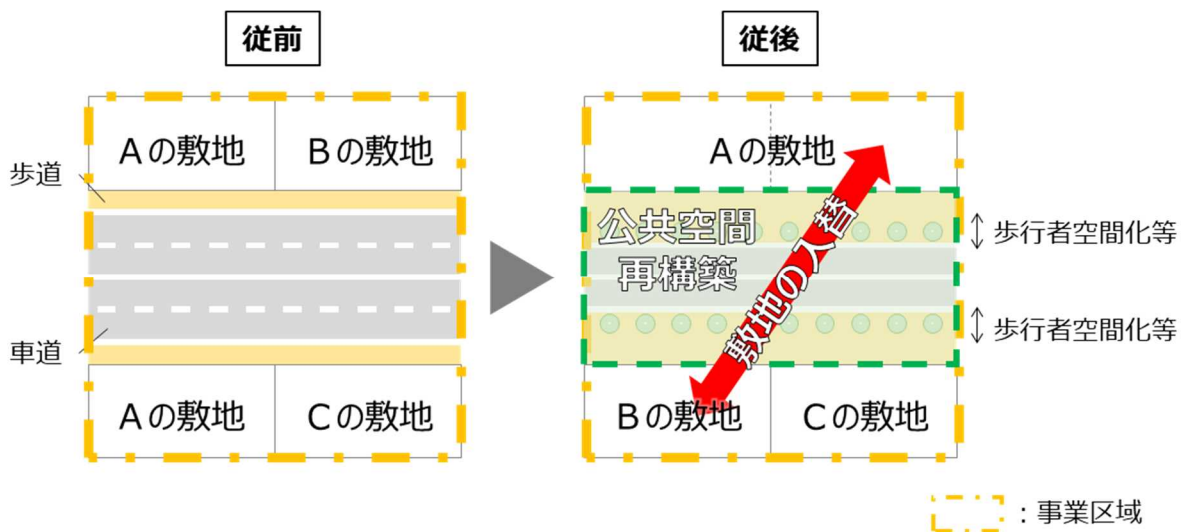 従前
従後
Aの敷地
Bの敷地
Aの敷地
歩道
公共空間
再構築
敷地の入替
歩行者空間化等
歩行者空間化等
車道
Aの敷地
Cの敷地
Bの敷地
Cの敷地
：事業区域